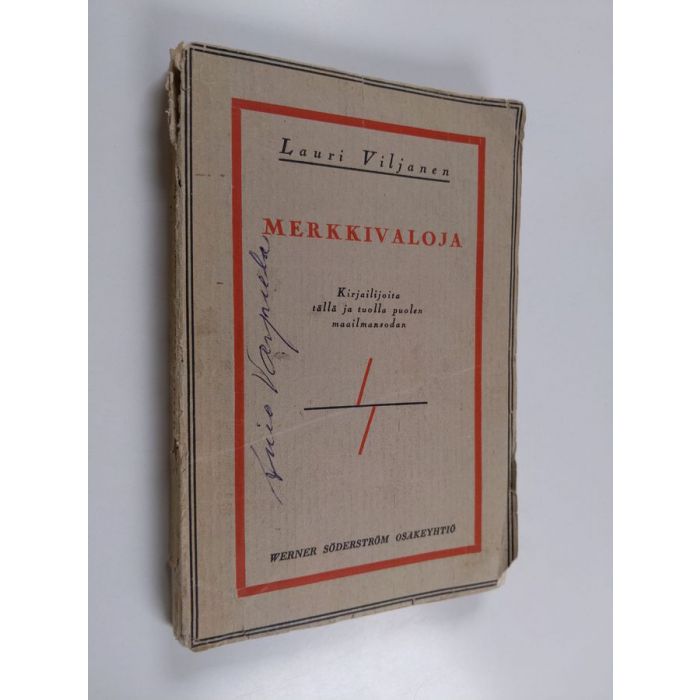 Lauri Viljanen
MERKKIVALOJA
Kirjailijoita
tällä ja tuolla puolen
maailmansodan
WERNER SÖDERSTRÖM OSAKEYHTIÖ